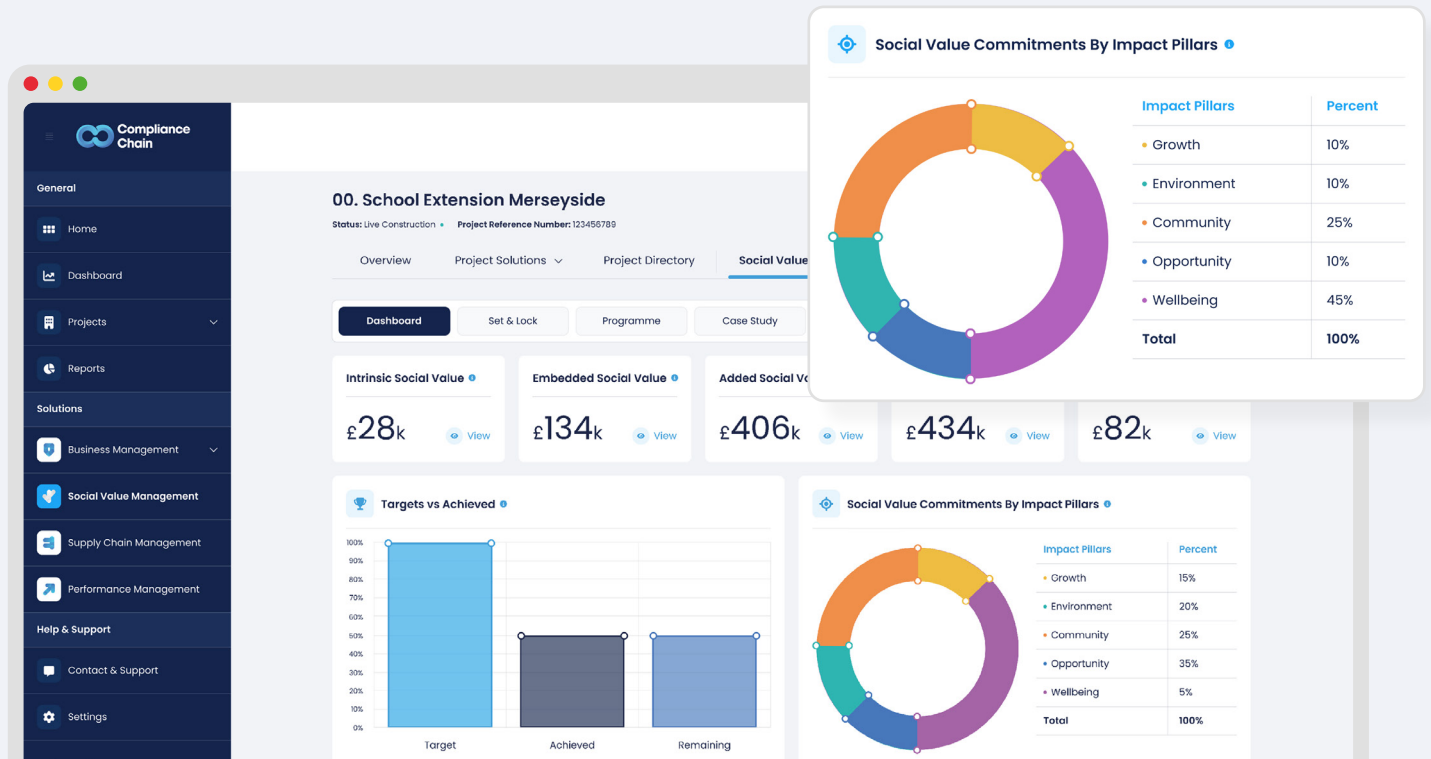 Social Value Commitments By Impact Pillars
Impact Pillars Percent
Growth 10%
Environment 10%
Community 25%
Opportunity 10%
Wellbeing 45%
Total 100%
Compliance
Chain
General
Home
Dashboard
Projects
Reports
Solutions
Business Management
Social Value Management
Supply Chain Management
Performance Management
Help & Support
Contact & Support
Settings
00. School Extension Merseyside
Status: Live Construction Project Reference Number: 123456789
Overview Project Solutions Project Directory Social Value
Dashboard Set & Lock Programme Case Study
Intrinsic Social Value Embedded Social Value Added Social
£28k View £134k View £406k View £434k View £82k View
Targets vs Achieved
100%
90%
80%
70%
60%
50%
40%
30%
20%
10%
0%
Target Achieved Remaining
Social Value Commitments By Impact Pillars
Impact Pillars Percent
Growth 15%
Environment 20%
Community 25%
Opportunity 35%
Wellbeing 5%
Total 100%